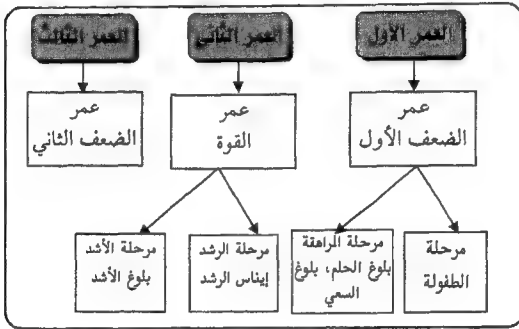 العمر الأول
العمر الثاني
العمر الثالث
عمر
الضعف الأول
عمر
القوة
عمر
الضعف الثاني
مرحلة
الطفولة
مرحلة المراهقة
بلوغ الحلم، بلوغ
السعي
مرحلة الرشد
إيناس الرشد
مرحلة الأشد
بلوغ الأشد